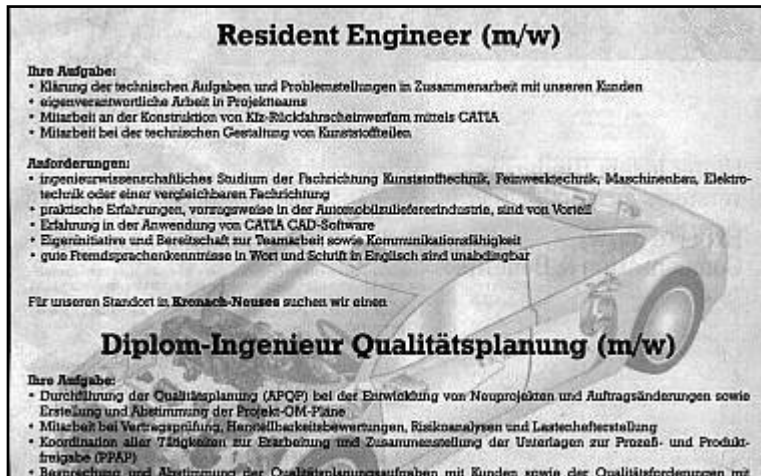 Resident Engineer (m/w)
Ihre Aufgabe:
• Klärung der technischen Aufgaben und Problemstellungen in Zusammenarbeit mit unseren Kunden
• eigenverantwortliche Arbeit in Projektteams
• Mitarbeit an der Konstruktion von Kfz-Rückfahrscheinwerfern mittels CATIA
• Mitarbeit bei der technischen Gestaltung von Kunststoffteilen
Anforderungen:
• ingenieurwissenschaftliches Studium der Fachrichtung Kunststofftechnik, Feinwerktechnik, Maschinenbau, Elektro-
technik oder einer vergleichbaren Fachrichtung
• praktische Erfahrungen, vorzugsweise in der Automobilzuliefererindustrie, sind von Vorteil
• Erfahrung in der Anwendung von CATIA CAD-Software
• Eigeninitiative und Bereitschaft zur Teamarbeit sowie Kommunikationsfähigkeit
• gute Fremdsprachenkenntnisse in Wort und Schrift in Englisch sind unabdingbar
Für unseren Standort in Kronach-Neuses suchen wir einen
Diplom-Ingenieur Qualitätsplanung (m/w)
Ihre Aufgabe:
• Durchführung der Qualitätsplanung (APQP) bei der Entwicklung von Neuprojekten und Auftragsänderungen sowie
Erstellung und Abstimmung der Projekt-QM-Pläne
• Mitarbeit bei Vertragsprüfung, Herstellbarkeitsbewertungen, Risikoanalysen und Lastenhefterstellung
• Koordination aller Tätigkeiten zur Erarbeitung und Zusammenstellung der Unterlagen zur Prozeß- und Produkt-
freigabe (PPAP)
• Besprechung und Abstimmung der Qualitätsplanungsaufgaben mit Kunden sowie der Qualitätsforderungen mit